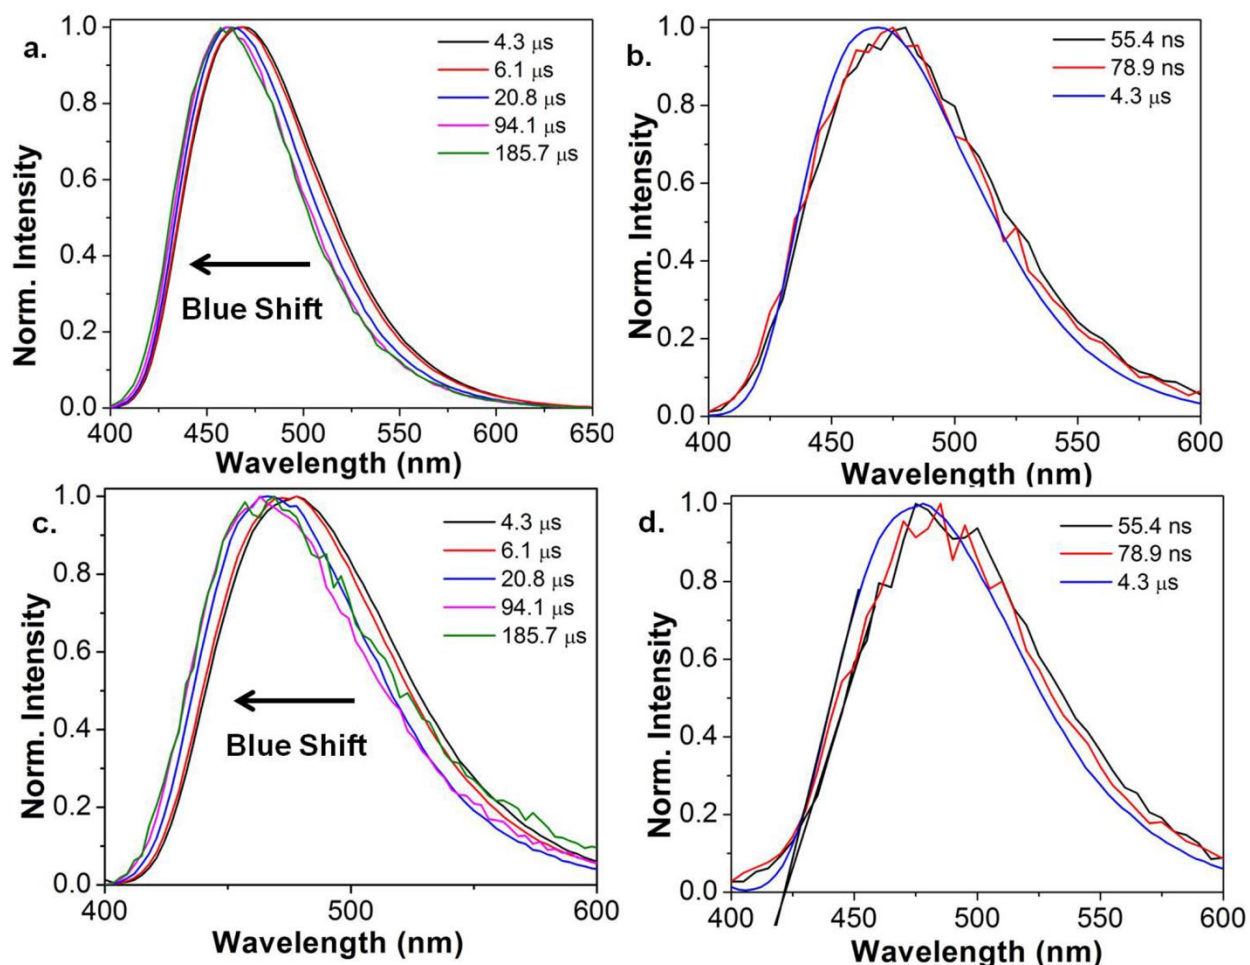 a.
1.0
0.8
0.6
0.4
0.2
0.0
Norm. Intensity
4.3 μs
6.1 μs
20.8 μs
94.1 μs
185.7 μs
Blue Shift
400 450 500 550 600 650
Wavelength (nm)
b.
1.0
0.8
0.6
0.4
0.2
0.0
Norm. Intensity
55.4 ns
78.9 ns
4.3 μs
400 450 500 550 600
Wavelength (nm)
c.
1.0
0.8
0.6
0.4
0.2
0.0
Norm. Intensity
4.3 μs
6.1 μs
20.8 μs
94.1 μs
185.7 μs
Blue Shift
400 500 600
Wavelength (nm)
d.
1.0
0.8
0.6
0.4
0.2
0.0
Norm. Intensity
55.4 ns
78.9 ns
4.3 μs
400 450 500 550 600
Wavelength (nm)